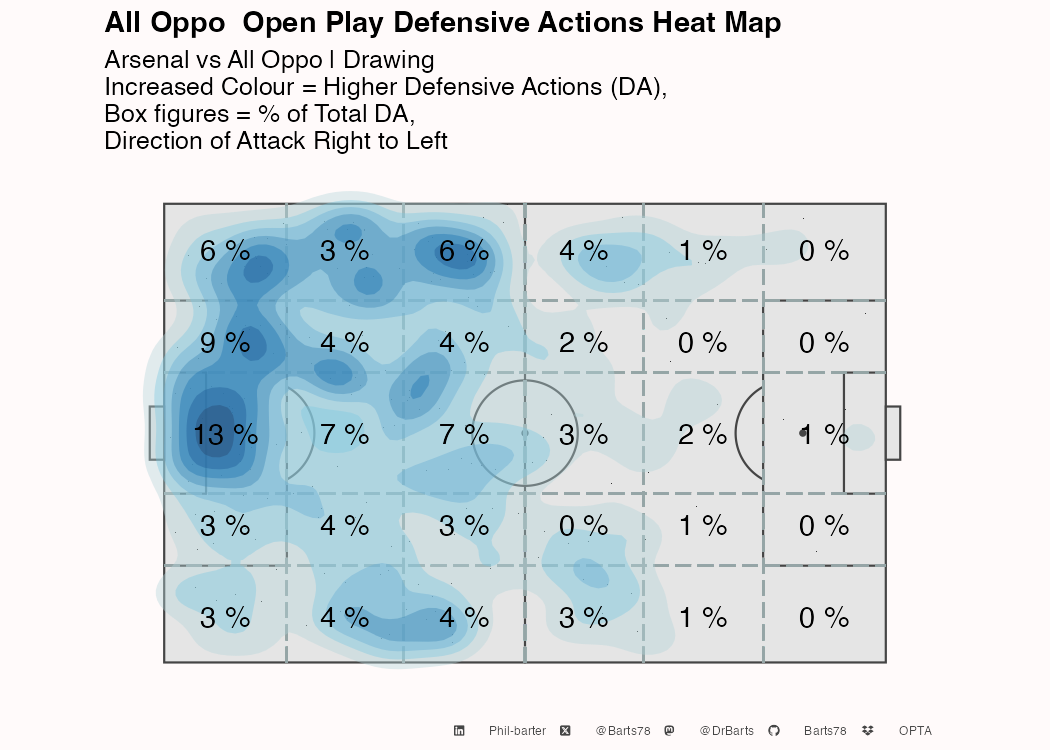 All Oppo  Open Play Defensive Actions Heat Map
Arsenal vs All Oppo | Drawing
Increased Colour = Higher Defensive Actions (DA),
Box figures = % of Total DA,
Direction of Attack Right to Left
6 % 3 % 6 % 4 % 1 % 0 %
9 % 4 % 4 % 2 % 0 % 0 %
13 % 7 % 7 % 3 % 2 % 1 %
3 % 4 % 3 % 0 % 1 % 0 %
3 % 4 % 4 % 3 % 1 % 0 %
Phil-barter @Barts78 @DrBarts Barts78 OPTA